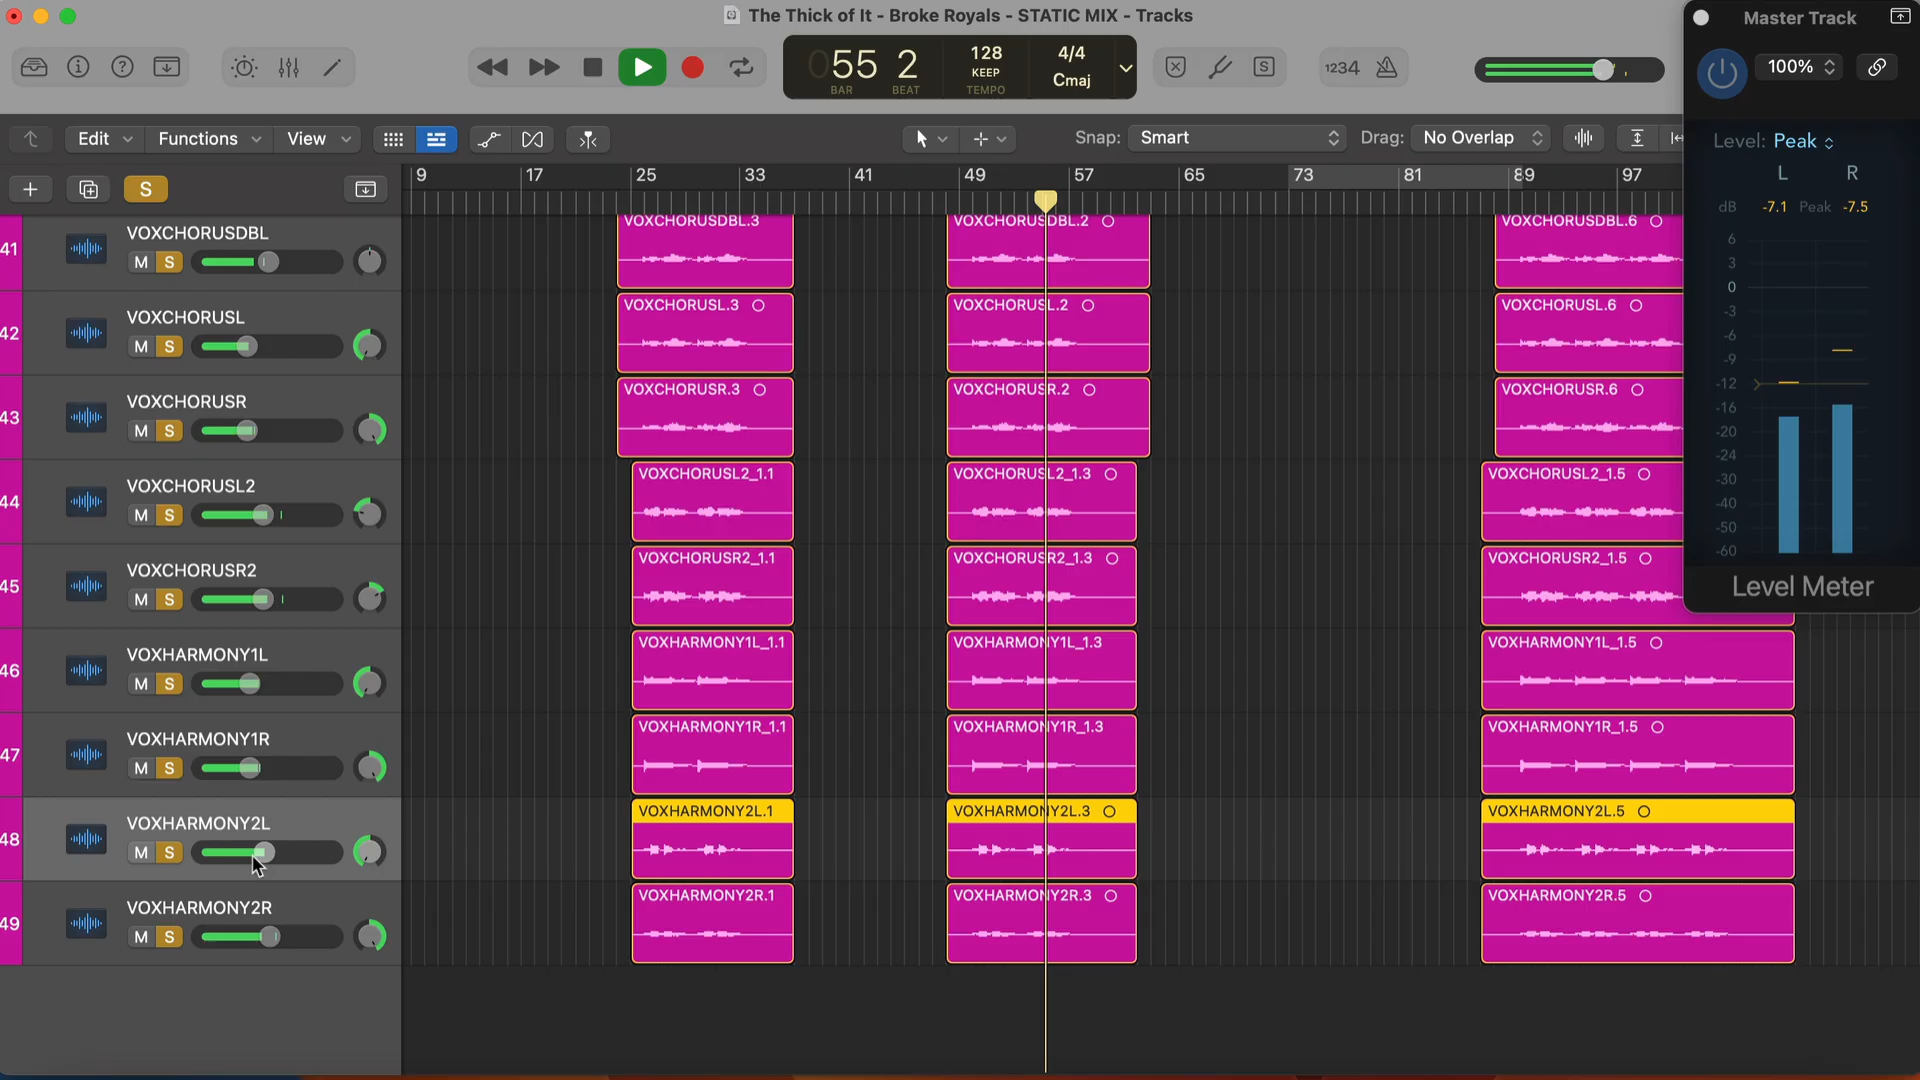 The Thick of It - Broke Royals - STATIC MIX - Tracks
Master Track
055 2
BAR BEAT
128
KEEP
TEMPO
4/4
Cmaj
1234
100%
Edit Functions View
Snap: Smart
Drag: No Overlap
Level: Peak
L R
dB -7.1 Peak -7.5
6
3
0
-3
-6
-9
-12
-16
-20
-24
-30
-40
-50
-60
Level Meter
S
9 17 25 33 41 49 57 65 73 81 89 97
41 VOXCHORUSDBL
M S
VOXCHORUSDBL.3 VOXCHORUSDBL.2 VOXCHORUSDBL.6
42 VOXCHORUSL
M S
VOXCHORUSL.3 VOXCHORUSL.2 VOXCHORUSL.6
43 VOXCHORUSR
M S
VOXCHORUSR.3 VOXCHORUSR.2 VOXCHORUSR.6
44 VOXCHORUSL2
M S
VOXCHORUSL2_1.1 VOXCHORUSL2_1.3 VOXCHORUSL2_1.5
45 VOXCHORUSR2
M S
VOXCHORUSR2_1.1 VOXCHORUSR2_1.3 VOXCHORUSR2_1.5
46 VOXHARMONY1L
M S
VOXHARMONY1L_1.1 VOXHARMONY1L_1.3 VOXHARMONY1L_1.5
47 VOXHARMONY1R
M S
VOXHARMONY1R_1.1 VOXHARMONY1R_1.3 VOXHARMONY1R_1.5
48 VOXHARMONY2L
M S
VOXHARMONY2L.1 VOXHARMONY2L.3 VOXHARMONY2L.5
49 VOXHARMONY2R
M S
VOXHARMONY2R.1 VOXHARMONY2R.3 VOXHARMONY2R.5